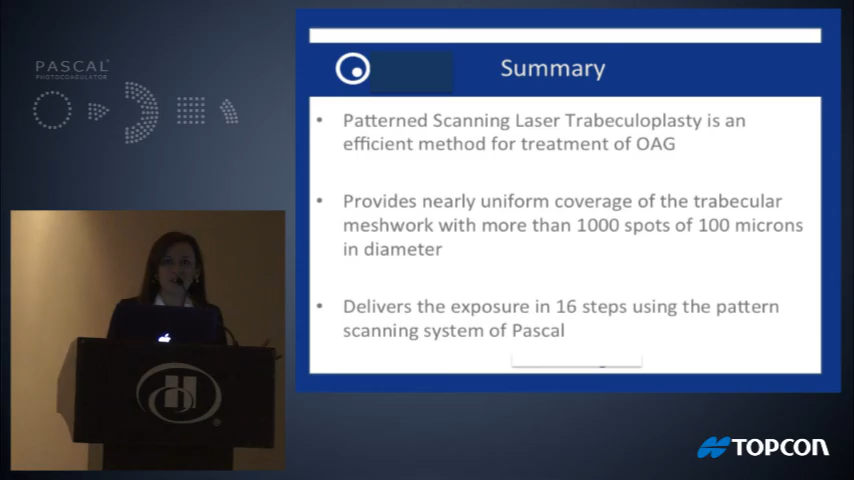 PASCAL
PHOTOCOAGULATOR
Summary
• Patterned Scanning Laser Trabeculoplasty is an
efficient method for treatment of OAG
• Provides nearly uniform coverage of the trabecular
meshwork with more than 1000 spots of 100 microns
in diameter
• Delivers the exposure in 16 steps using the pattern
scanning system of Pascal
H
®
TOPCON